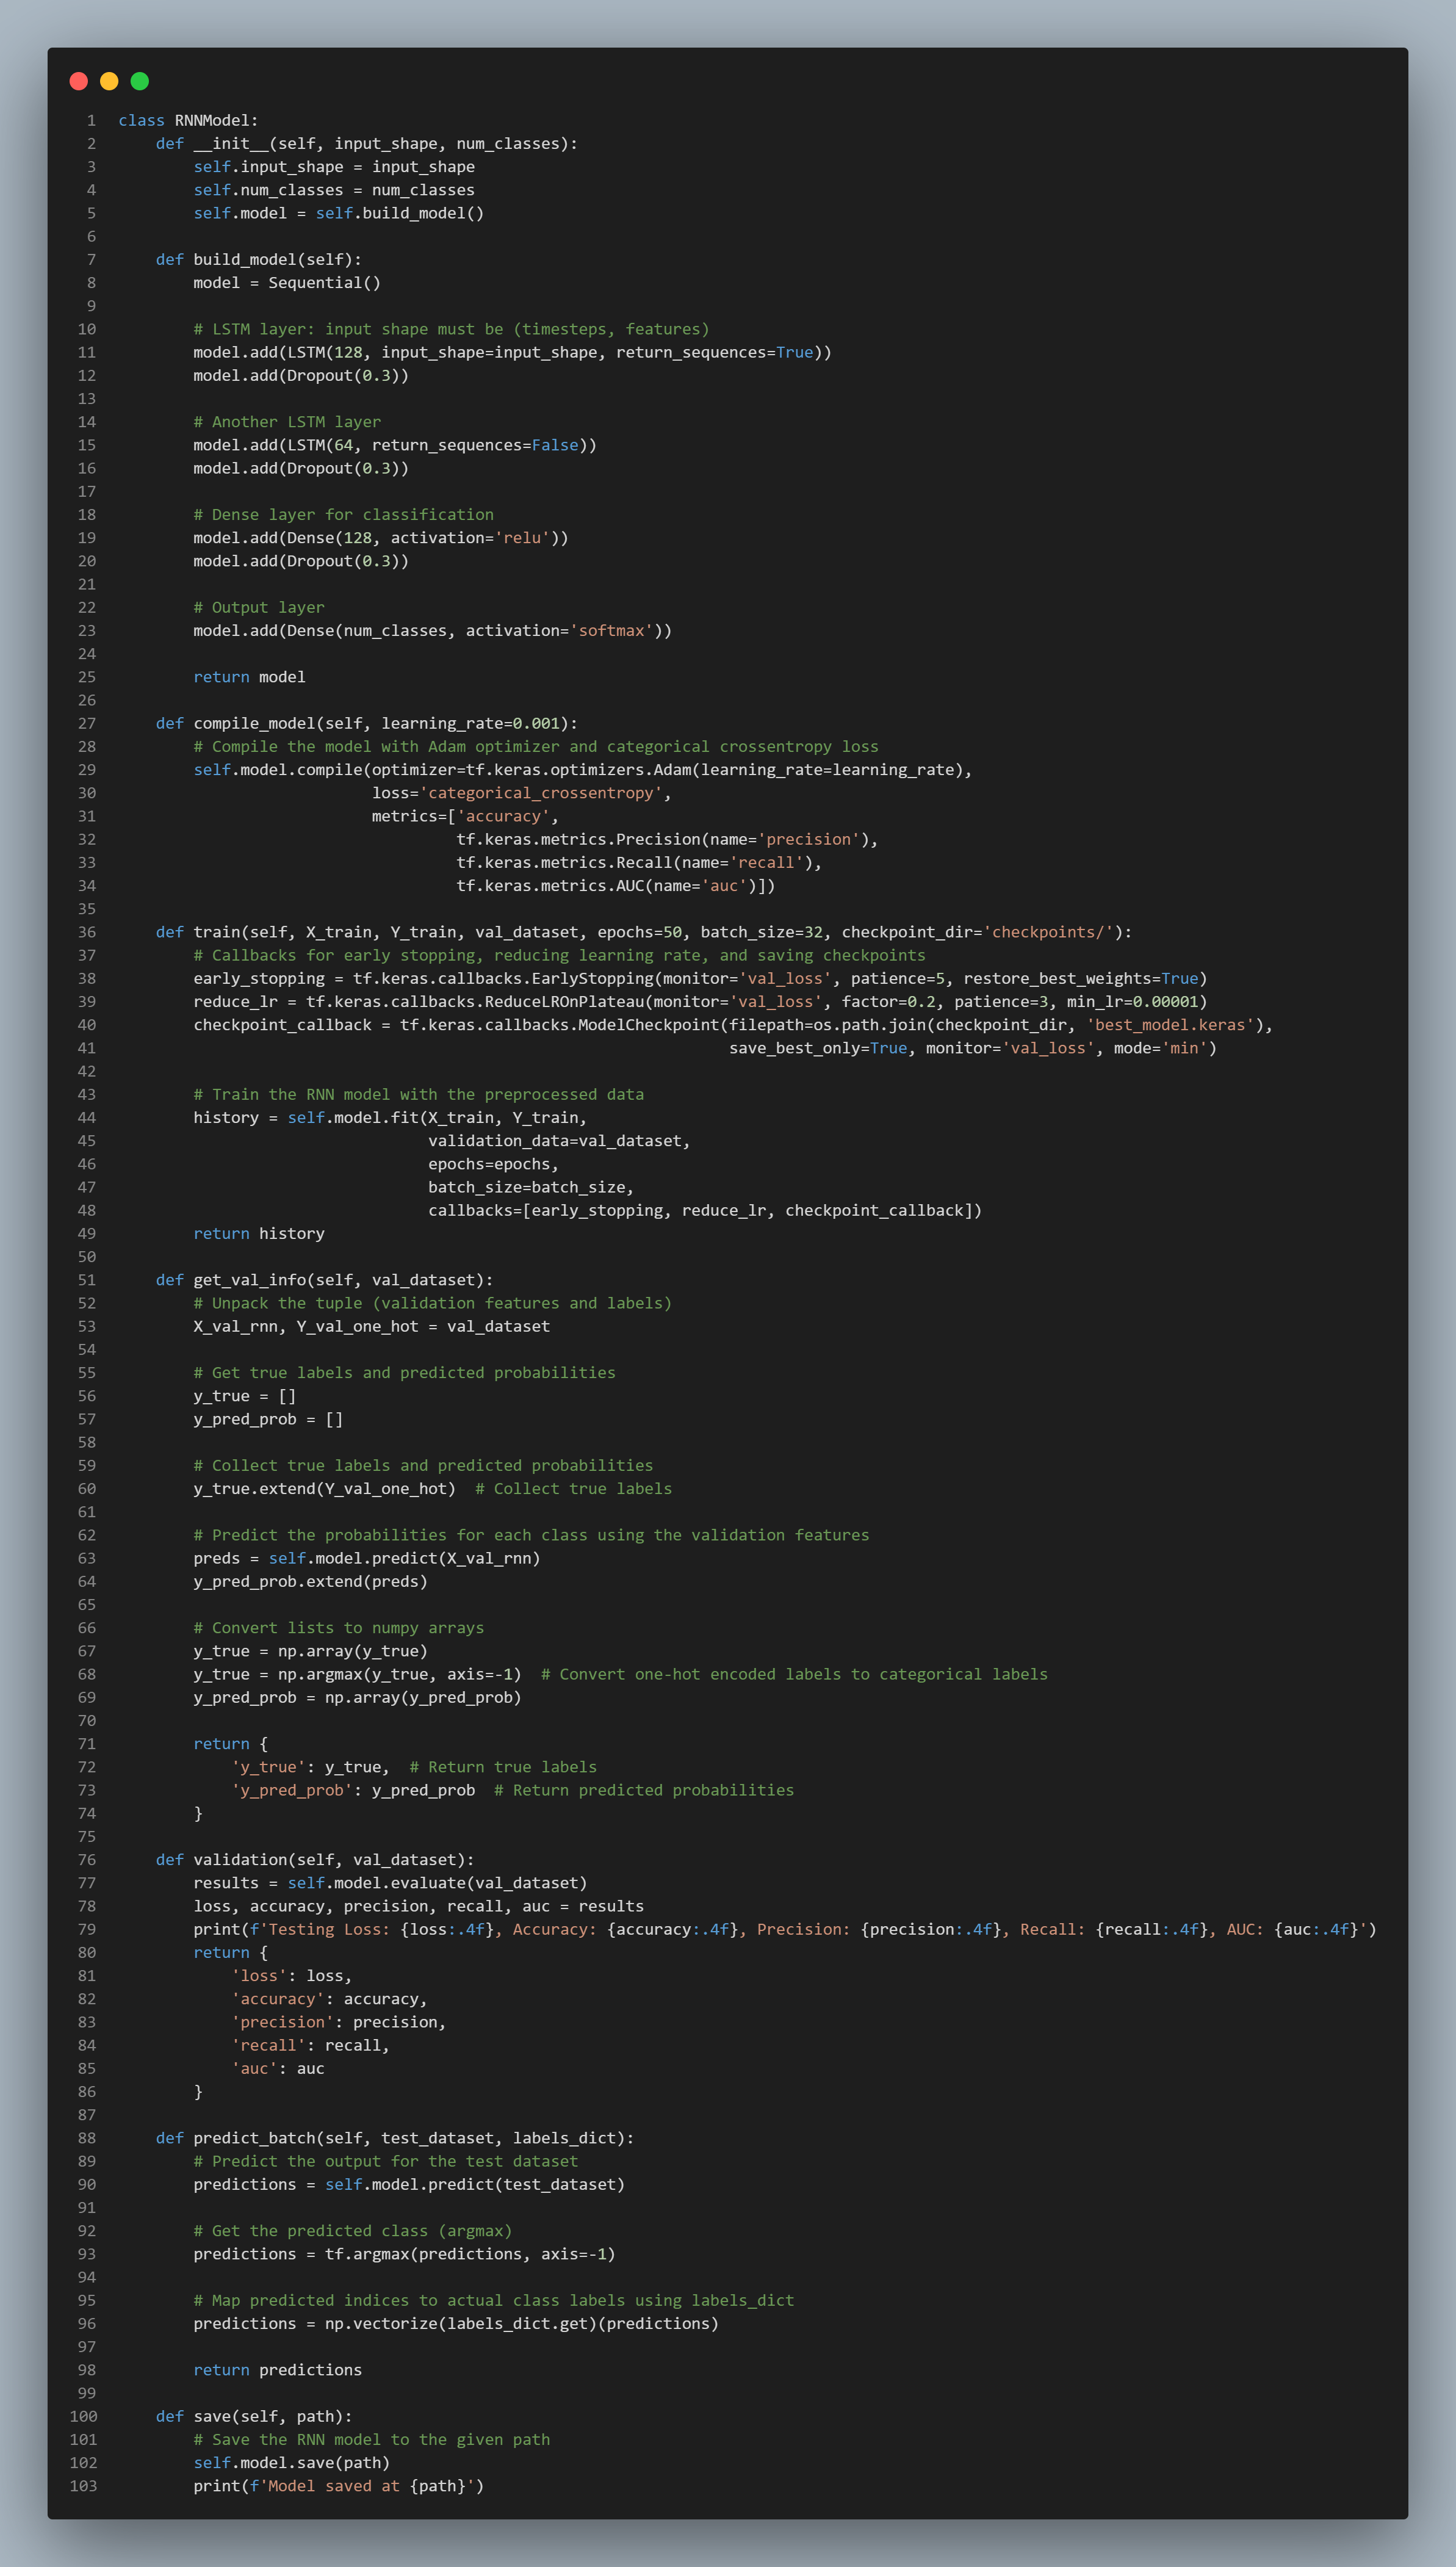 1 class RNNModel:
2     def __init__(self, input_shape, num_classes):
3         self.input_shape = input_shape
4         self.num_classes = num_classes
5         self.model = self.build_model()
6
7     def build_model(self):
8         model = Sequential()
9
10         # LSTM layer: input shape must be (timesteps, features)
11         model.add(LSTM(128, input_shape=input_shape, return_sequences=True))
12         model.add(Dropout(0.3))
13
14         # Another LSTM layer
15         model.add(LSTM(64, return_sequences=False))
16         model.add(Dropout(0.3))
17
18         # Dense layer for classification
19         model.add(Dense(128, activation='relu'))
20         model.add(Dropout(0.3))
21
22         # Output layer
23         model.add(Dense(num_classes, activation='softmax'))
24
25         return model
26
27     def compile_model(self, learning_rate=0.001):
28         # Compile the model with Adam optimizer and categorical crossentropy loss
29         self.model.compile(optimizer=tf.keras.optimizers.Adam(learning_rate=learning_rate),
30                            loss='categorical_crossentropy',
31                            metrics=['accuracy',
32                                     tf.keras.metrics.Precision(name='precision'),
33                                     tf.keras.metrics.Recall(name='recall'),
34                                     tf.keras.metrics.AUC(name='auc')])
35
36     def train(self, X_train, Y_train, val_dataset, epochs=50, batch_size=32, checkpoint_dir='checkpoints/'):
37         # Callbacks for early stopping, reducing learning rate, and saving checkpoints
38         early_stopping = tf.keras.callbacks.EarlyStopping(monitor='val_loss', patience=5, restore_best_weights=True)
39         reduce_lr = tf.keras.callbacks.ReduceLROnPlateau(monitor='val_loss', factor=0.2, patience=3, min_lr=0.00001)
40         checkpoint_callback = tf.keras.callbacks.ModelCheckpoint(filepath=os.path.join(checkpoint_dir, 'best_model.keras'),
41                                                                  save_best_only=True, monitor='val_loss', mode='min')
42
43         # Train the RNN model with the preprocessed data
44         history = self.model.fit(X_train, Y_train,
45                                  validation_data=val_dataset,
46                                  epochs=epochs,
47                                  batch_size=batch_size,
48                                  callbacks=[early_stopping, reduce_lr, checkpoint_callback])
49         return history
50
51     def get_val_info(self, val_dataset):
52         # Unpack the tuple (validation features and labels)
53         X_val_rnn, Y_val_one_hot = val_dataset
54
55         # Get true labels and predicted probabilities
56         y_true = []
57         y_pred_prob = []
58
59         # Collect true labels and predicted probabilities
60         y_true.extend(Y_val_one_hot)  # Collect true labels
61
62         # Predict the probabilities for each class using the validation features
63         preds = self.model.predict(X_val_rnn)
64         y_pred_prob.extend(preds)
65
66         # Convert lists to numpy arrays
67         y_true = np.array(y_true)
68         y_true = np.argmax(y_true, axis=-1)  # Convert one-hot encoded labels to categorical labels
69         y_pred_prob = np.array(y_pred_prob)
70
71         return {
72             'y_true': y_true,  # Return true labels
73             'y_pred_prob': y_pred_prob  # Return predicted probabilities
74         }
75
76     def validation(self, val_dataset):
77         results = self.model.evaluate(val_dataset)
78         loss, accuracy, precision, recall, auc = results
79         print(f'Testing Loss: {loss:.4f}, Accuracy: {accuracy:.4f}, Precision: {precision:.4f}, Recall: {recall:.4f}, AUC: {auc:.4f}')
80         return {
81             'loss': loss,
82             'accuracy': accuracy,
83             'precision': precision,
84             'recall': recall,
85             'auc': auc
86         }
87
88     def predict_batch(self, test_dataset, labels_dict):
89         # Predict the output for the test dataset
90         predictions = self.model.predict(test_dataset)
91
92         # Get the predicted class (argmax)
93         predictions = tf.argmax(predictions, axis=-1)
94
95         # Map predicted indices to actual class labels using labels_dict
96         predictions = np.vectorize(labels_dict.get)(predictions)
97
98         return predictions
99
100     def save(self, path):
101         # Save the RNN model to the given path
102         self.model.save(path)
103         print(f'Model saved at {path}')